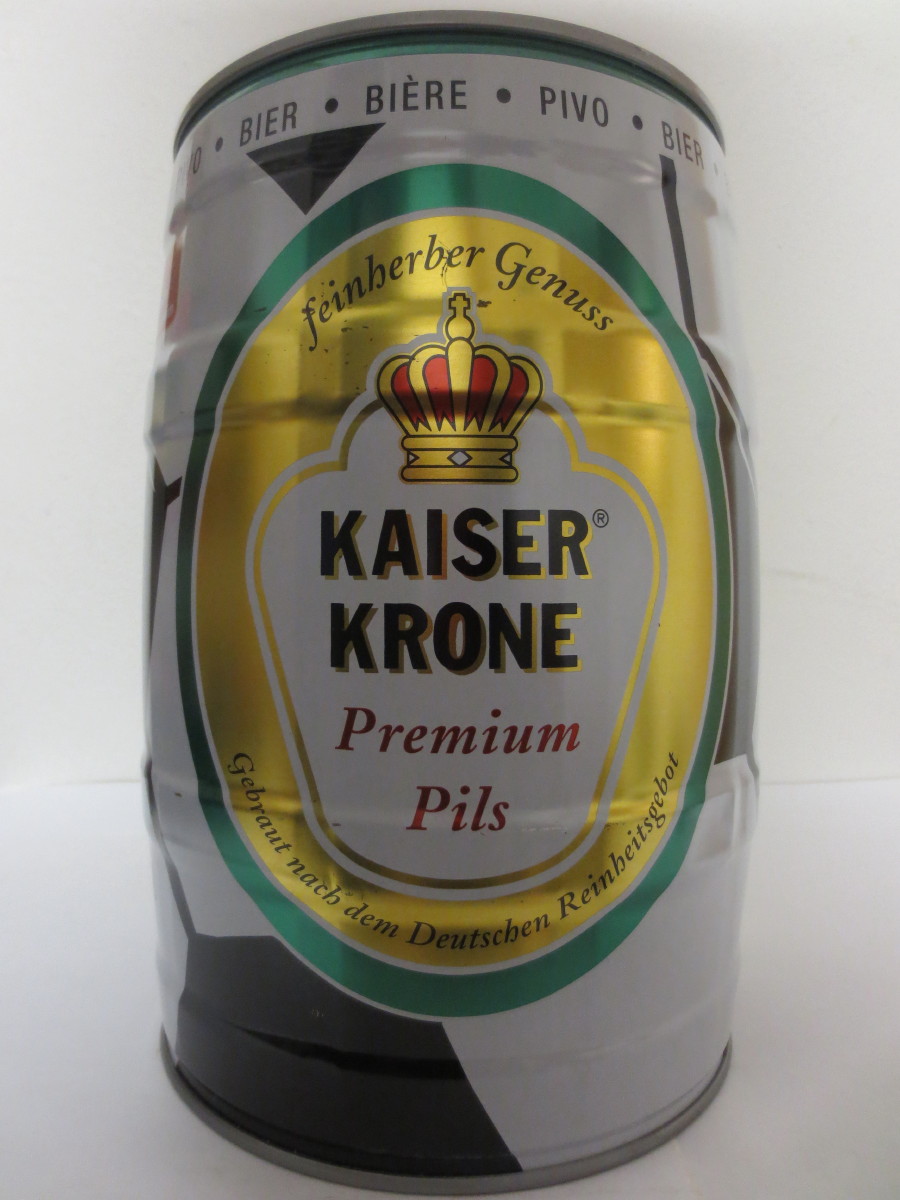 BIER • BIÈRE • PIVO • BIER
feinherber Genuss
KAISER®
KRONE
Premium
Pils
Gebraut nach dem Deutschen Reinheitsgebot